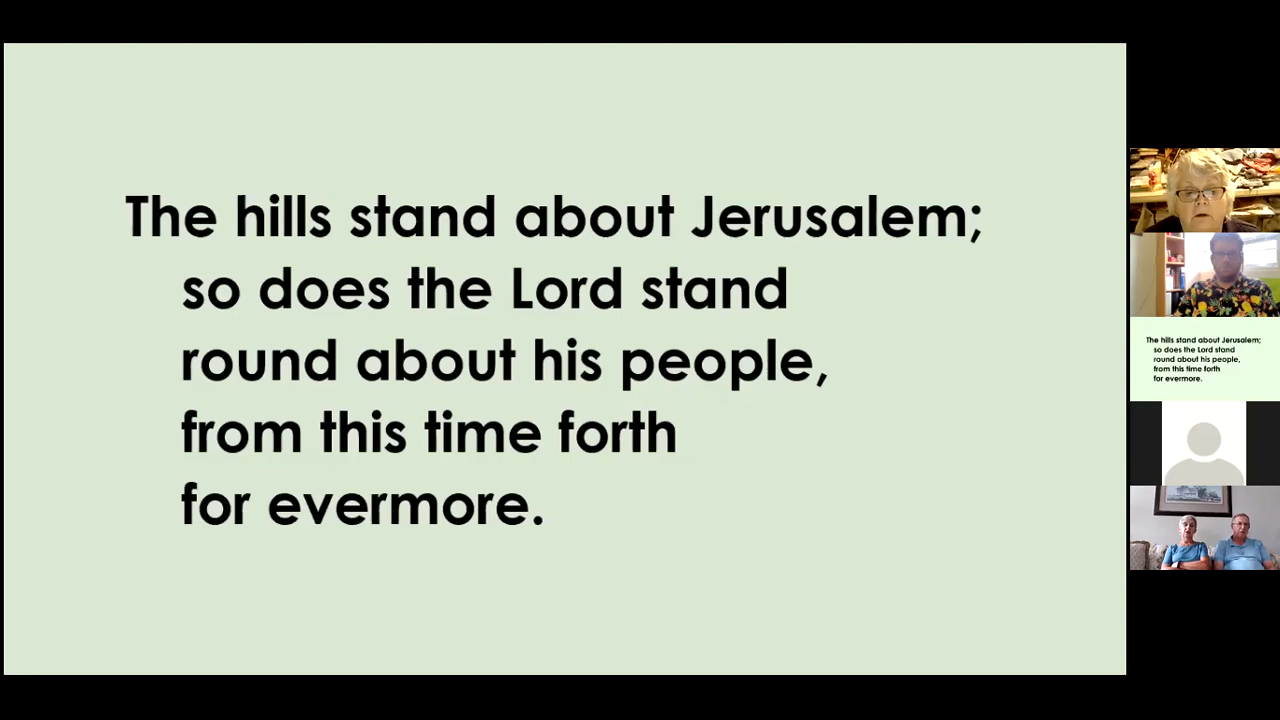 The hills stand about Jerusalem;
so does the Lord stand
round about his people,
from this time forth
for evermore.
The hills stand about Jerusalem;
so does the Lord stand
round about his people,
from this time forth
for evermore.